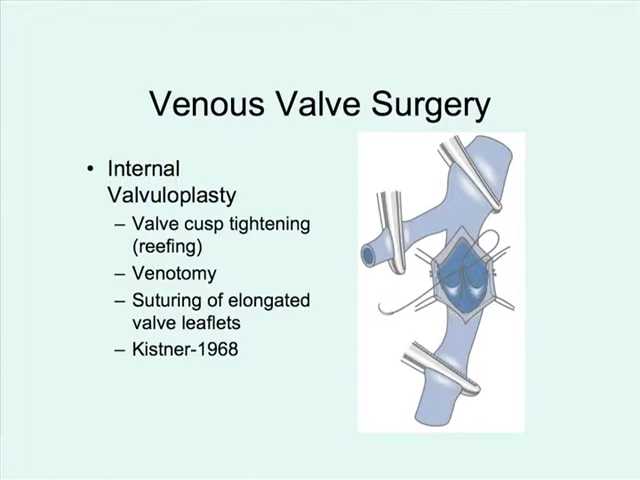 Venous Valve Surgery
• Internal
Valvuloplasty
– Valve cusp tightening
(reefing)
– Venotomy
– Suturing of elongated
valve leaflets
– Kistner-1968